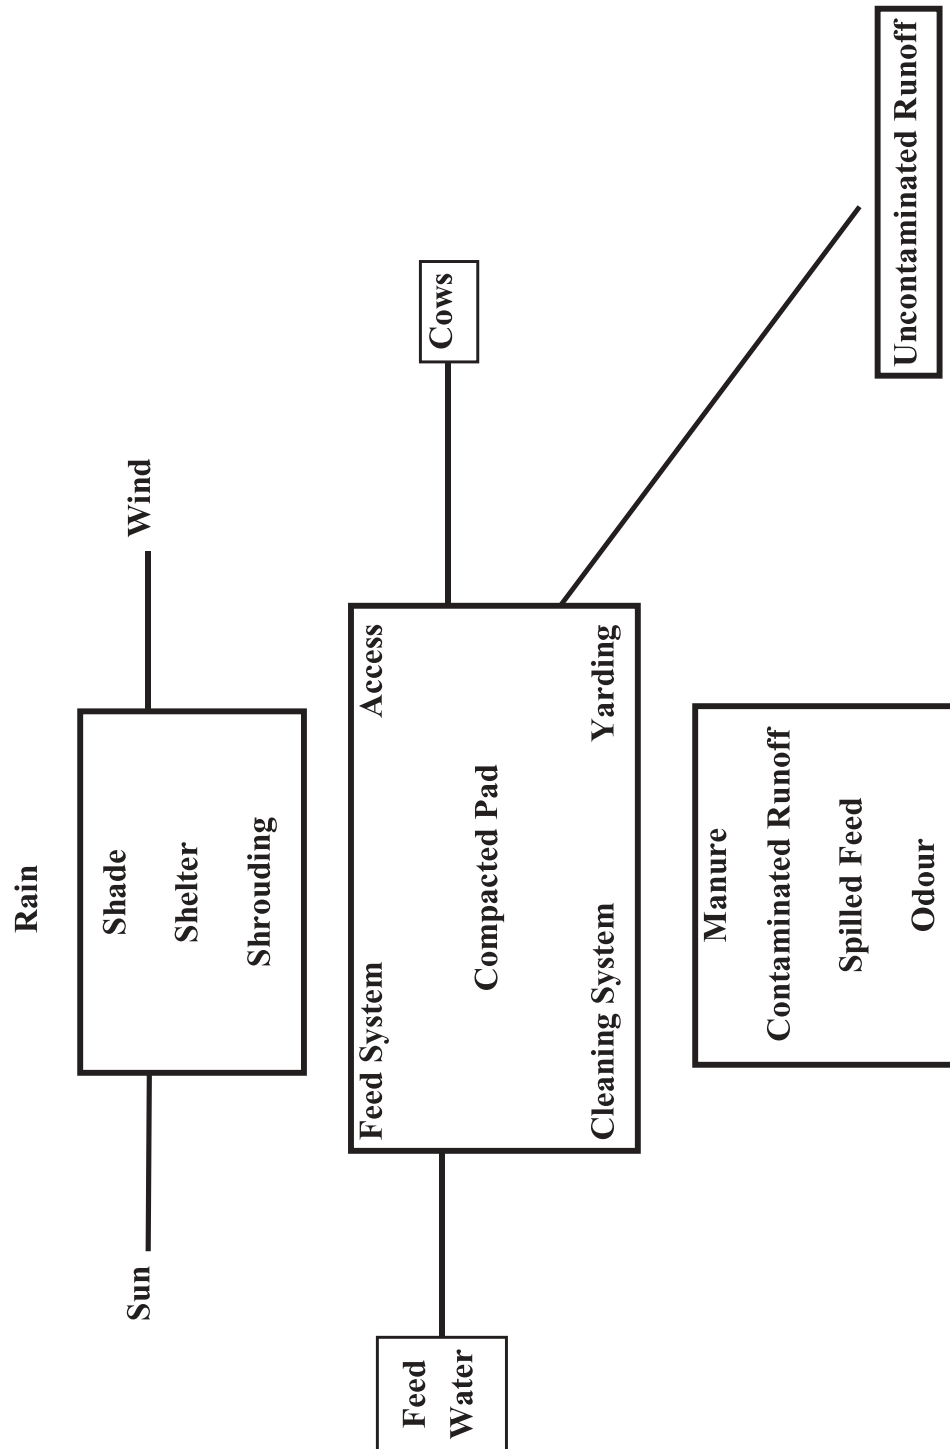 Rain
Sun
Wind
Shade
Shelter
Shrouding
Feed
Water
Feed System
Access
Compacted Pad
Cleaning System
Yarding
Cows
Manure
Contaminated Runoff
Spilled Feed
Odour
Uncontaminated Runoff